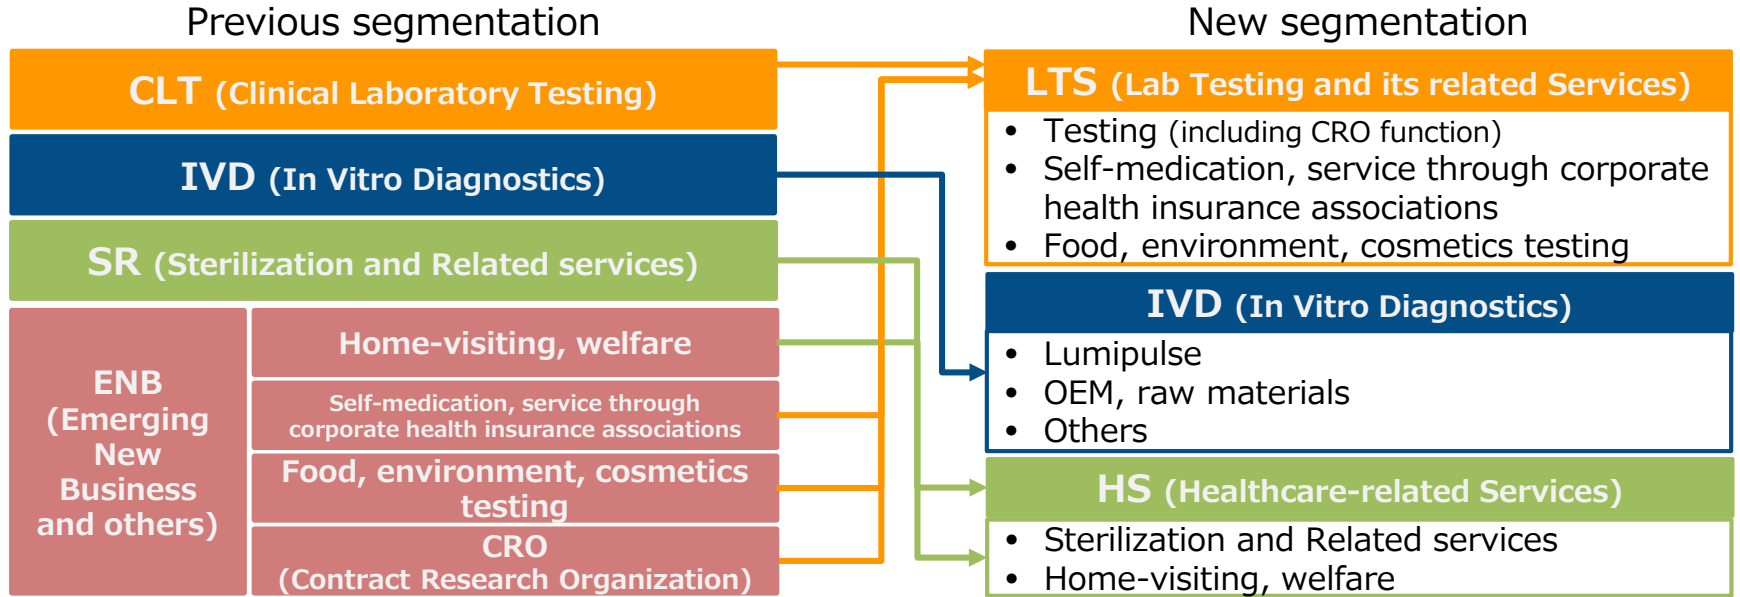 Previous segmentation
CLT (Clinical Laboratory Testing)
IVD (In Vitro Diagnostics)
SR (Sterilization and Related services)
ENB
(Emerging
New
Business
and others)
Home-visiting, welfare
Self-medication, service through
corporate health insurance associations
Food, environment, cosmetics
testing
CRO
(Contract Research Organization)
New segmentation
LTS (Lab Testing and its related Services)
• Testing (including CRO function)
• Self-medication, service through corporate
health insurance associations
• Food, environment, cosmetics testing
IVD (In Vitro Diagnostics)
• Lumipulse
• OEM, raw materials
• Others
HS (Healthcare-related Services)
• Sterilization and Related services
• Home-visiting, welfare